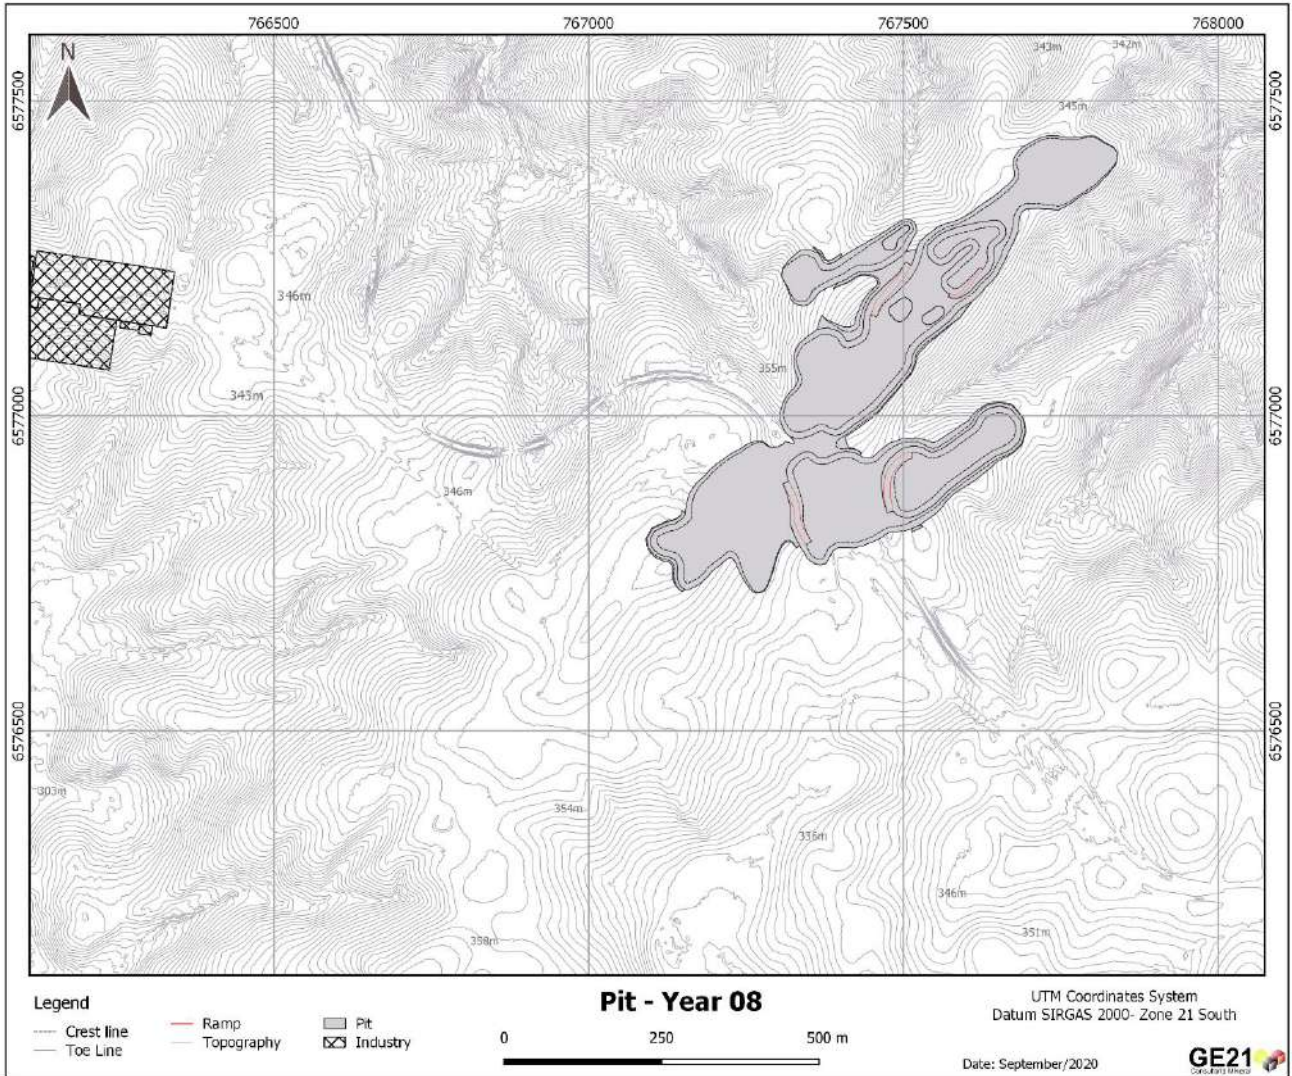 766500 767000 767500 768000
N
343m 342m
6577500 345m 6577500
346m
355m
343m
6577000 6577000
346m
6576500 6576500
303m
354m
336m
346m
351m
358m
Legend
Crest line
Toe Line
Ramp
Topography
Pit
Industry
Pit - Year 08
0 250 500 m
UTM Coordinates System
Datum SIRGAS 2000- Zone 21 South
Date: September/2020
GE21
Consultoria Mineral